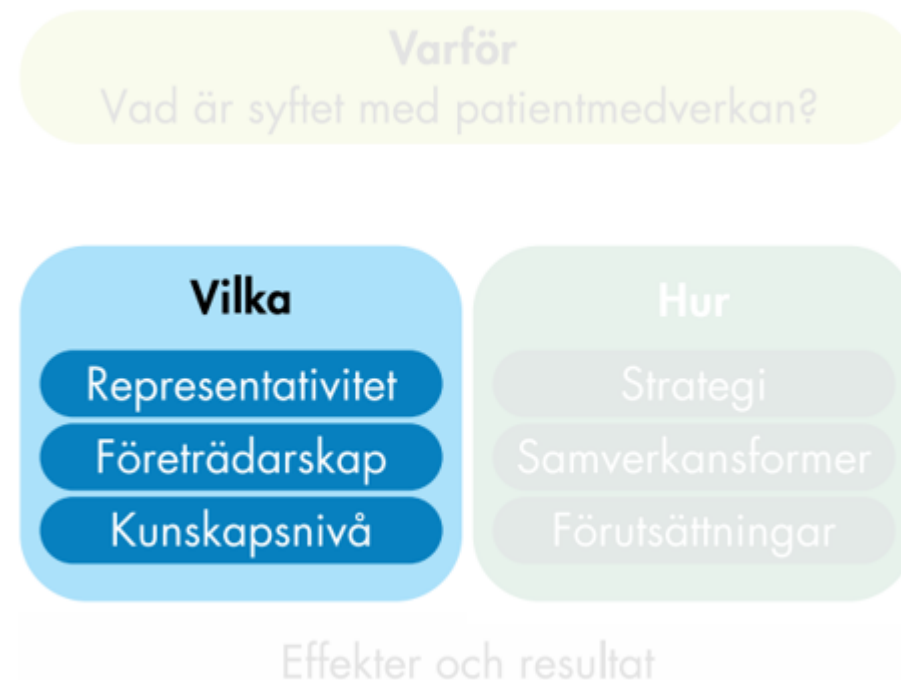 Varför
Vad är syftet med patientmedverkan?
Vilka
Representativitet
Företrädarskap
Kunskapsnivå
Hur
Strategi
Samverkansformer
Förutsättningar
Effekter och resultat